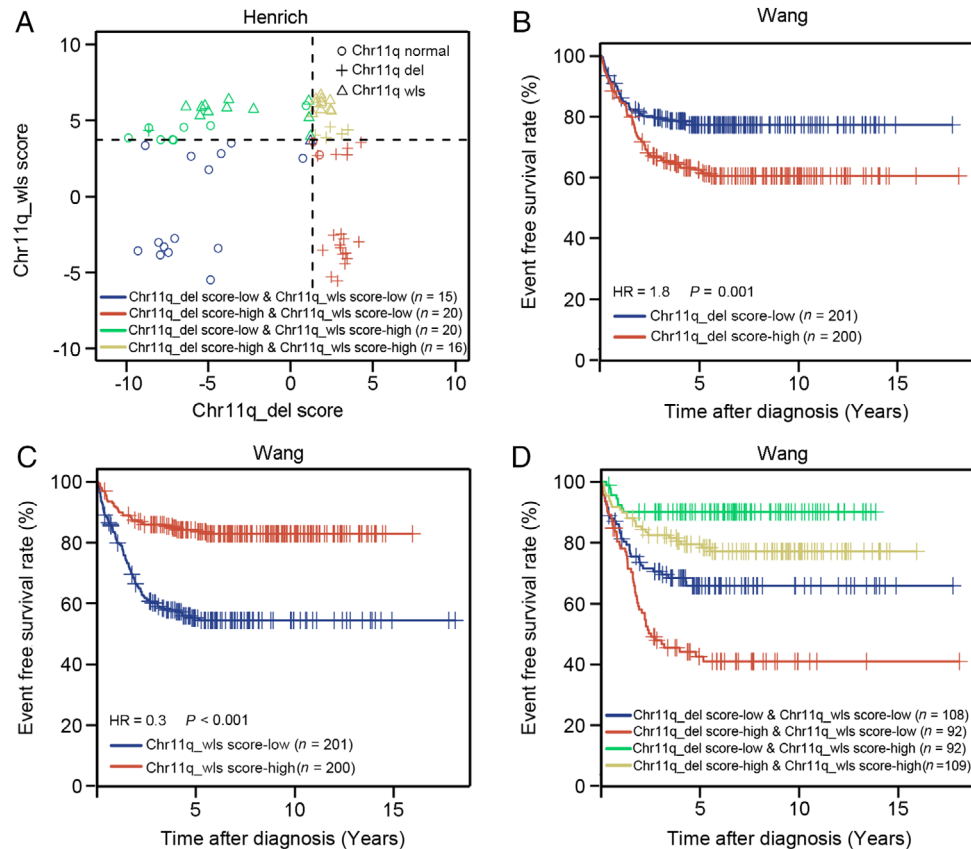 A
Henrich
Chr11q_wls score
10
5
0
-5
-10
Chr11q normal
Chr11q del
Chr11q wls
Chr11q_del score-low & Chr11q_wls score-low (n = 15)
Chr11q_del score-high & Chr11q_wls score-low (n = 20)
Chr11q_del score-low & Chr11q_wls score-high (n = 20)
Chr11q_del score-high & Chr11q_wls score-high (n = 16)
-10 -5 0 5 10
Chr11q_del score
B
Wang
Event free survival rate (%)
100
80
60
40
20
0
HR = 1.8 P = 0.001
Chr11q_del score-low (n = 201)
Chr11q_del score-high (n = 200)
5 10 15
Time after diagnosis (Years)
C
Wang
Event free survival rate (%)
100
80
60
40
20
0
HR = 0.3 P < 0.001
Chr11q_wls score-low (n = 201)
Chr11q_wls score-high (n = 200)
5 10 15
Time after diagnosis (Years)
D
Wang
Event free survival rate (%)
100
80
60
40
20
0
Chr11q_del score-low & Chr11q_wls score-low (n = 108)
Chr11q_del score-high & Chr11q_wls score-low (n = 92)
Chr11q_del score-low & Chr11q_wls score-high (n = 92)
Chr11q_del score-high & Chr11q_wls score-high (n =109)
5 10 15
Time after diagnosis (Years)